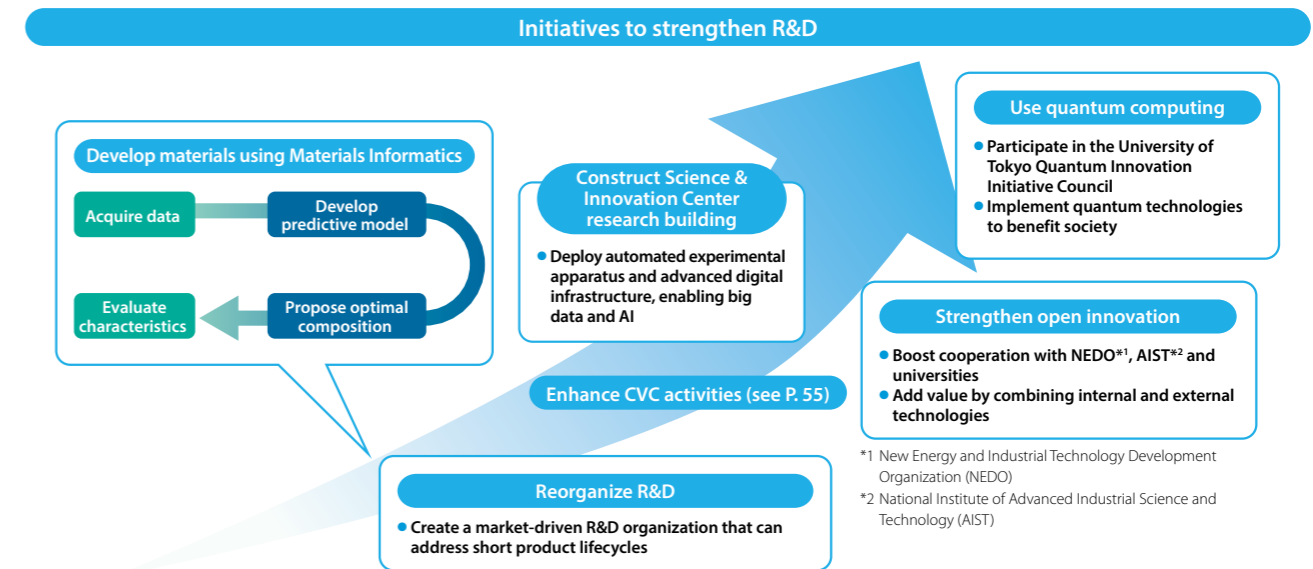 Initiatives to strengthen R&D
Develop materials using Materials Informatics
Acquire data
Develop
predictive model
Evaluate
characteristics
Propose optimal
composition
Construct Science &
Innovation Center
research building
● Deploy automated experimental
apparatus and advanced digital
infrastructure, enabling big
data and AI
Use quantum computing
● Participate in the University of
Tokyo Quantum Innovation
Initiative Council
● Implement quantum technologies
to benefit society
Strengthen open innovation
● Boost cooperation with NEDO*1, AIST*2 and
universities
● Add value by combining internal and external
technologies
Enhance CVC activities (see P. 55)
Reorganize R&D
● Create a market-driven R&D organization that can
address short product lifecycles
*1 New Energy and Industrial Technology Development
Organization (NEDO)
*2 National Institute of Advanced Industrial Science and
Technology (AIST)